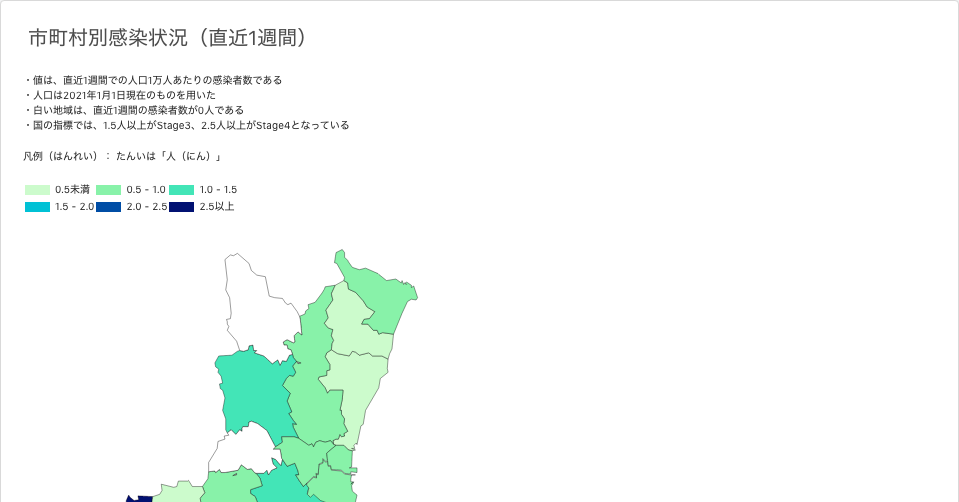 市町村別感染状況（直近1週間）
・値は、直近1週間での人口1万人あたりの感染者数である
・人口は2021年1月1日現在のものを用いた
・白い地域は、直近1週間の感染者数が0人である
・国の指標では、1.5人以上がStage3、2.5人以上がStage4となっている
凡例（はんれい）： たんいは「人（にん）」
0.5未満 0.5 - 1.0 1.0 - 1.5
1.5 - 2.0 2.0 - 2.5 2.5以上